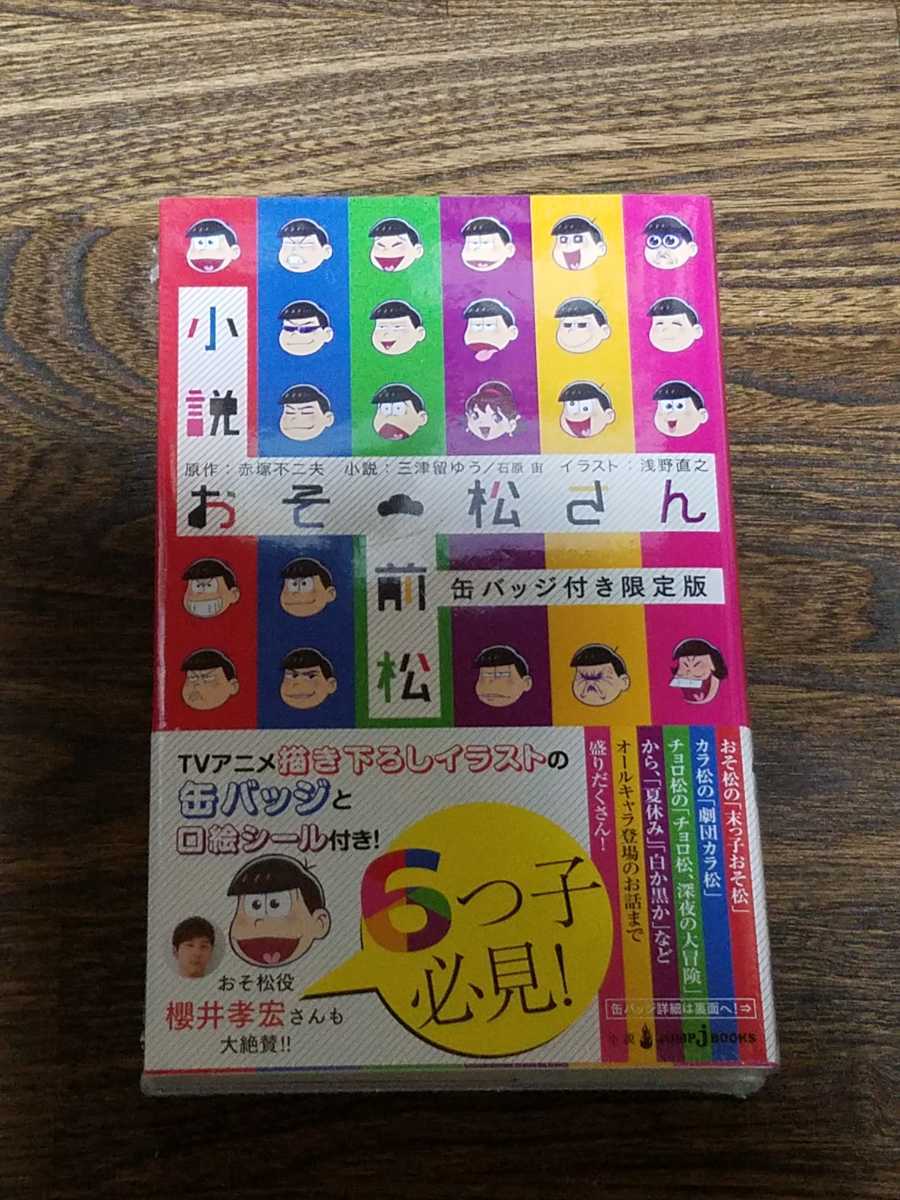 小説
原作：赤塚不二夫 小説：三津留ゆう／石原 宙 イラスト：浅野直之
おそ松さん
前松
缶バッジ付き限定版
TVアニメ描き下ろしイラストの
缶バッジと
口絵シール付き!
6つ子
必見!
おそ松役
櫻井孝宏さんも
大絶賛!!
おそ松の「末っ子おそ松」
カラ松の「劇団カラ松」
チョロ松の「チョロ松、深夜の大冒険」
から、「夏休み」「白か黒か」など
オールキャラ登場のお話まで
盛りだくさん!
缶バッジ詳細は裏面へ!⇒
小説 JUMP j BOOKS